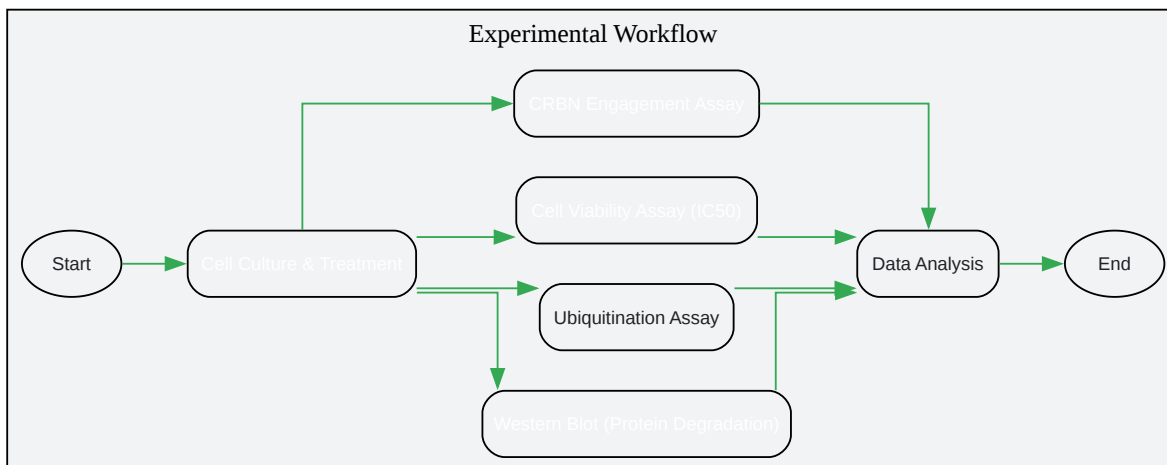 Experimental Workflow
CRBN Engagement Assay
Cell Viability Assay (IC50)
Start
Cell Culture & Treatment
Data Analysis
End
Ubiquitination Assay
Western Blot (Protein Degradation)